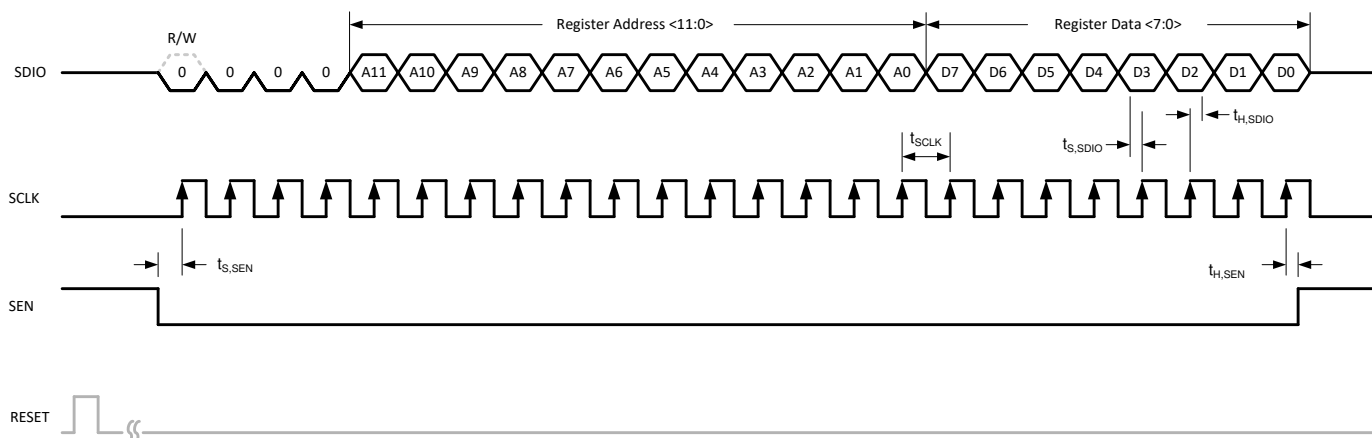 Register Address <11:0>
Register Data <7:0>
R/W
SDIO
0 0 0 0 A11 A10 A9 A8 A7 A6 A5 A4 A3 A2 A1 A0 D7 D6 D5 D4 D3 D2 D1 D0
tH,SDIO
tSCLK
tS,SDIO
SCLK
tS,SEN
tH,SEN
SEN
RESET